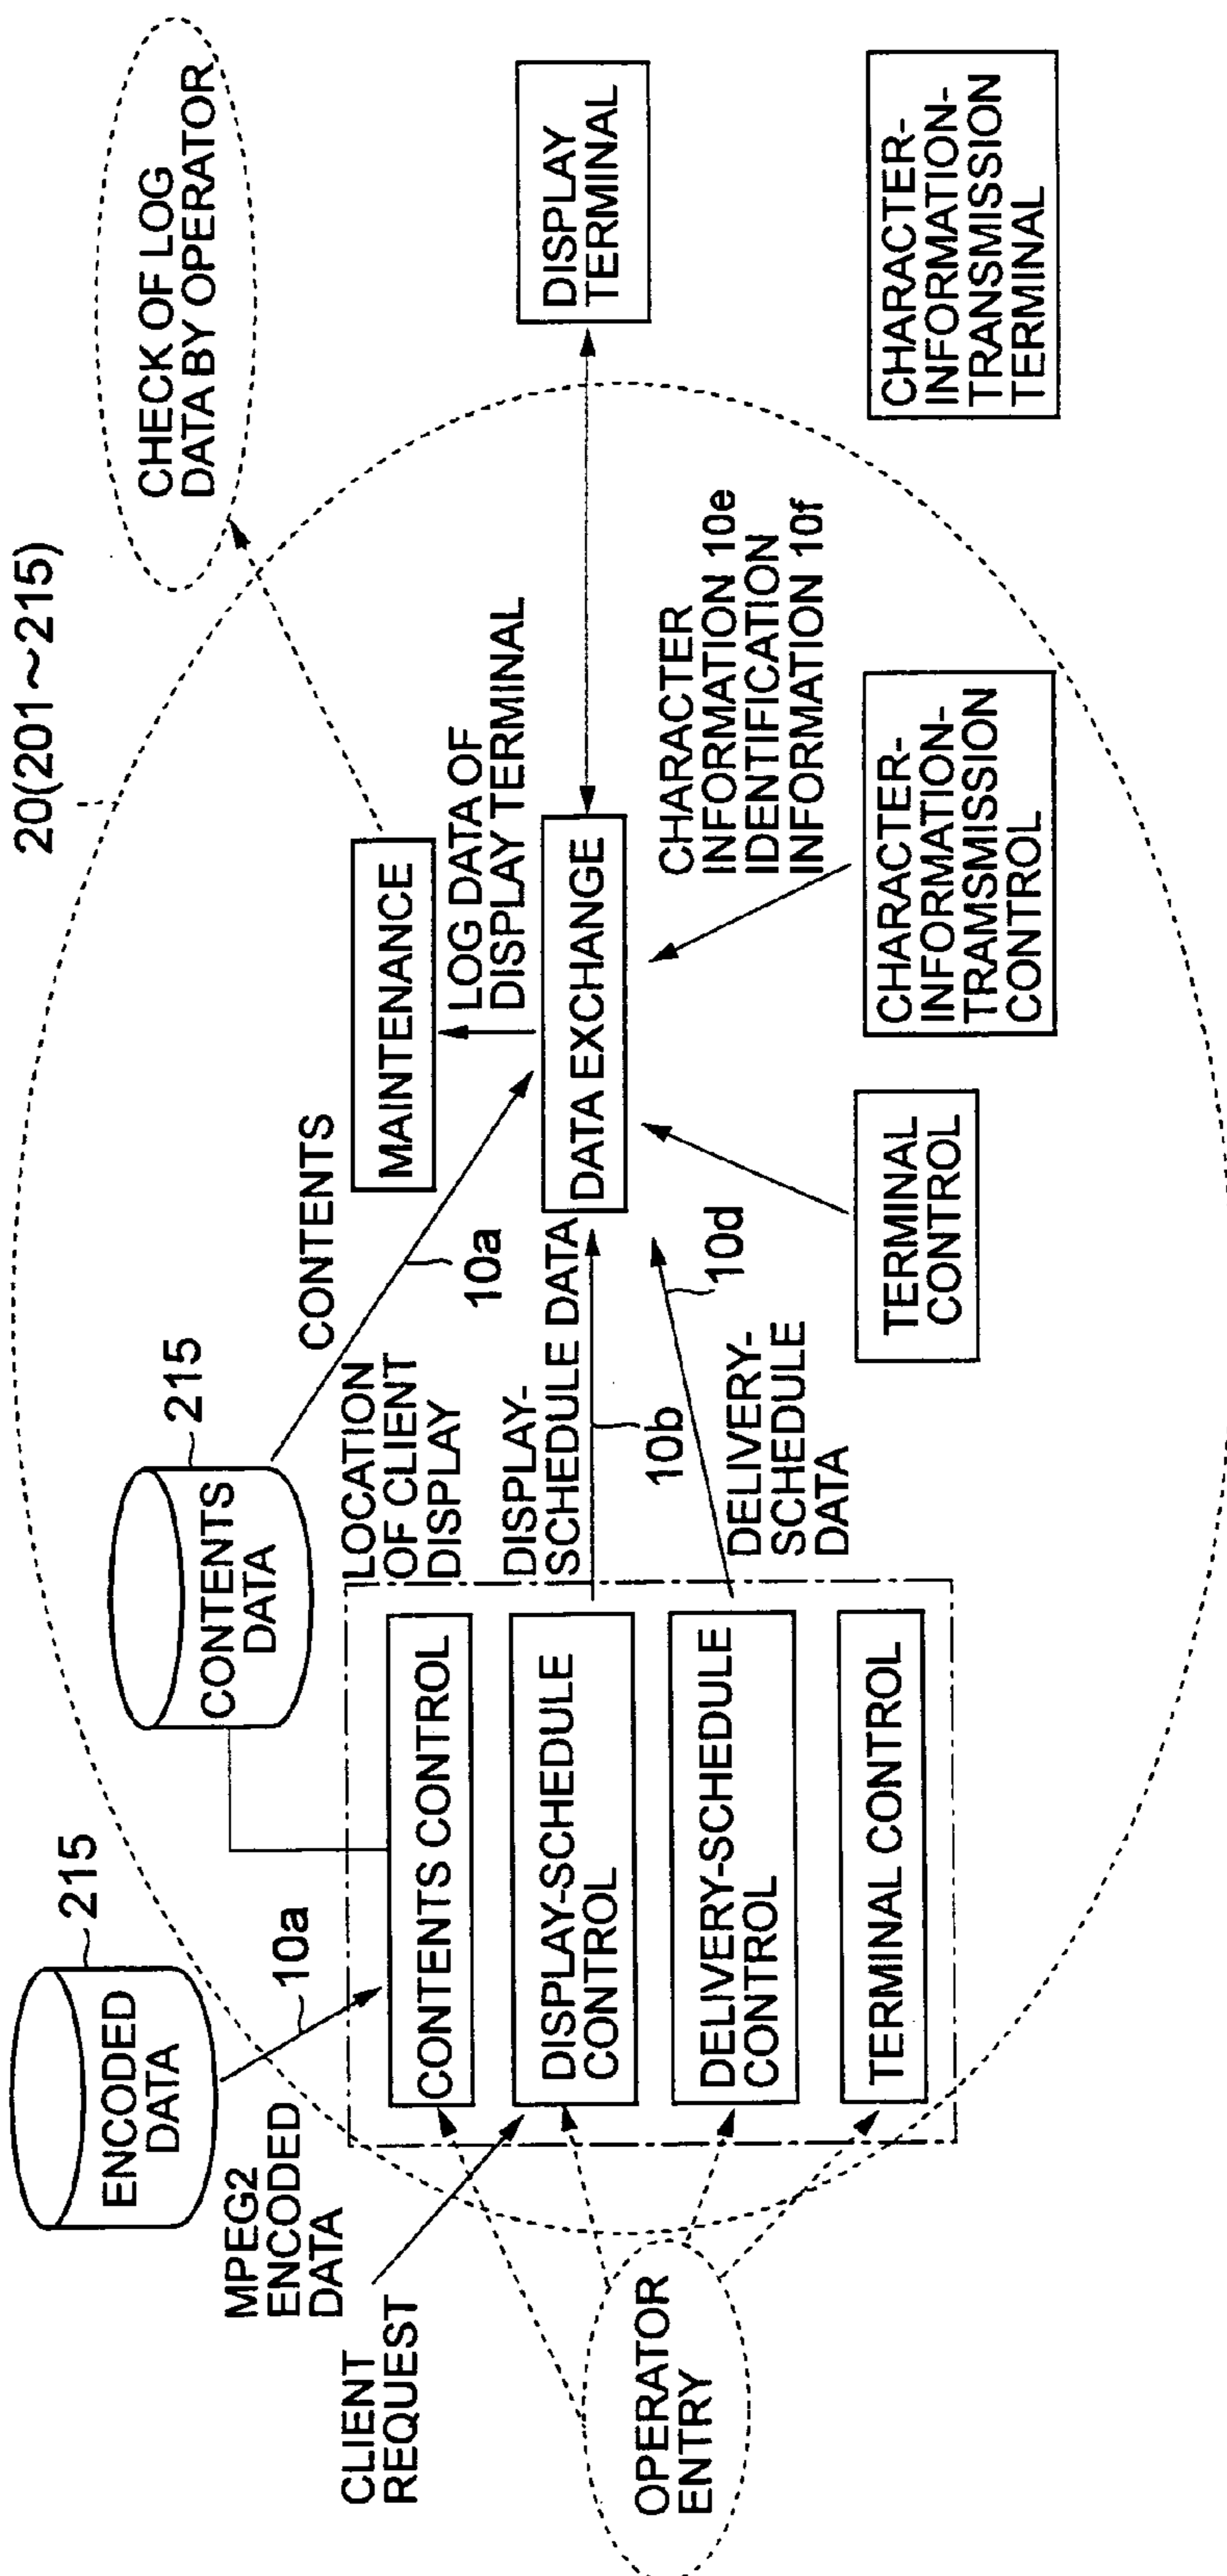 20(201~215)
ENCODED
DATA
215
10a
MPEG2
ENCODED
DATA
CLIENT
REQUEST
OPERATOR
ENTRY
CONTENTS
DATA
215
CONTENTS CONTROL
DISPLAY-SCHEDULE
CONTROL
DELIVERY-SCHEDULE
CONTROL
TERMINAL CONTROL
LOCATION
OF CLIENT
DISPLAY
DISPLAY-
SCHEDULE DATA
10b
DELIVERY-
SCHEDULE
DATA
10d
CONTENTS
10a
MAINTENANCE
LOG DATA OF
DISPLAY TERMINAL
DATA EXCHANGE
TERMINAL
CONTROL
CHARACTER
INFORMATION 10e
IDENTIFICATION
INFORMATION 10f
CHARACTER-
INFORMATION-
TRAMSMISSION
CONTROL
CHECK OF LOG
DATA BY OPERATOR
DISPLAY
TERMINAL
CHARACTER-
INFORMATION-
TRANSMISSION
TERMINAL